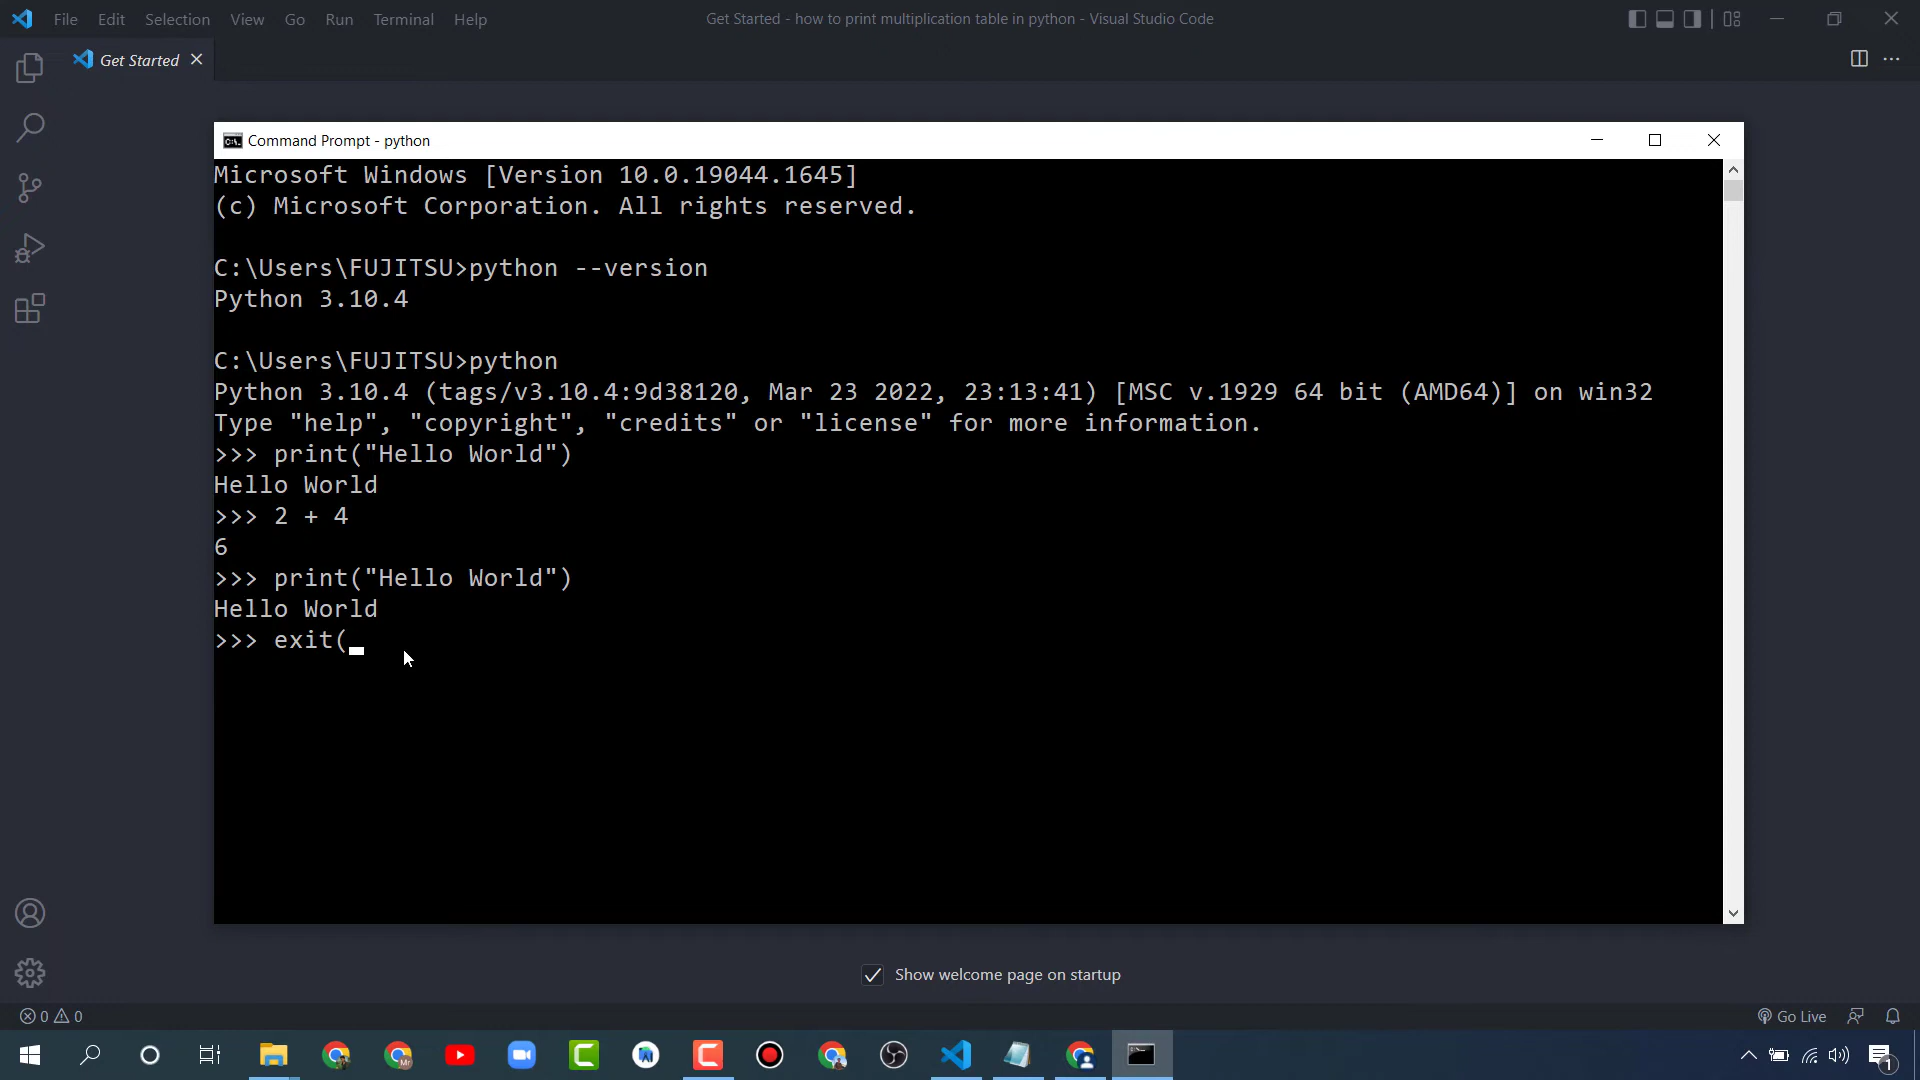 File Edit Selection View Go Run Terminal Help
Get Started - how to print multiplication table in python - Visual Studio Code
Get Started
Command Prompt - python
Microsoft Windows [Version 10.0.19044.1645]
(c) Microsoft Corporation. All rights reserved.
C:\Users\FUJITSU>python --version
Python 3.10.4
C:\Users\FUJITSU>python
Python 3.10.4 (tags/v3.10.4:9d38120, Mar 23 2022, 23:13:41) [MSC v.1929 64 bit (AMD64)] on win32
Type "help", "copyright", "credits" or "license" for more information.
>>> print("Hello World")
Hello World
>>> 2 + 4
6
>>> print("Hello World")
Hello World
>>> exit(
Show welcome page on startup
0 0
Go Live
1